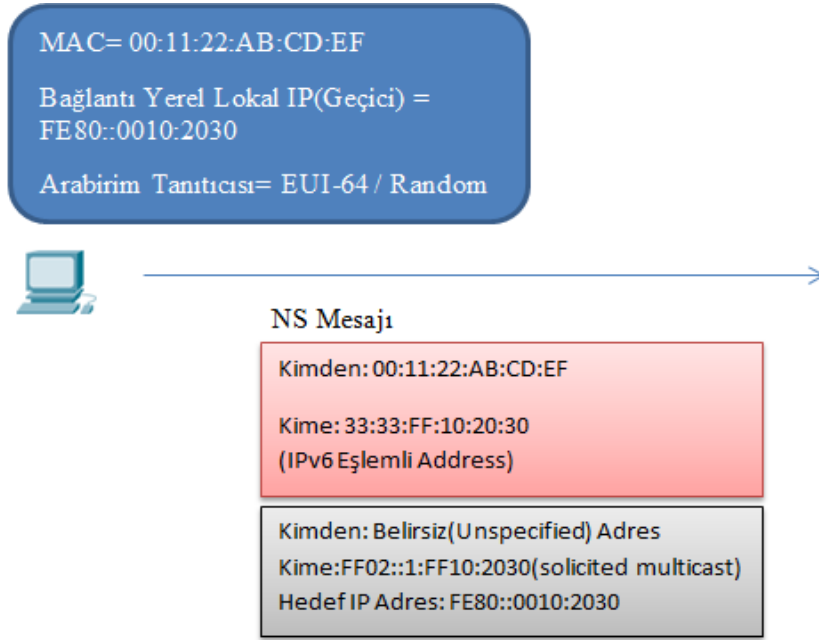 MAC= 00:11:22:AB:CD:EF
Bağlantı Yerel Lokal IP(Geçici) =
FE80::0010:2030
Arabirim Tanıtıcısı= EUI-64 / Random
NS Mesajı
Kimden: 00:11:22:AB:CD:EF
Kime: 33:33:FF:10:20:30
(IPv6 Eşlemli Address)
Kimden: Belirsiz(Unspecified) Adres
Kime:FF02::1:FF10:2030(solicited multicast)
Hedef IP Adres: FE80::0010:2030